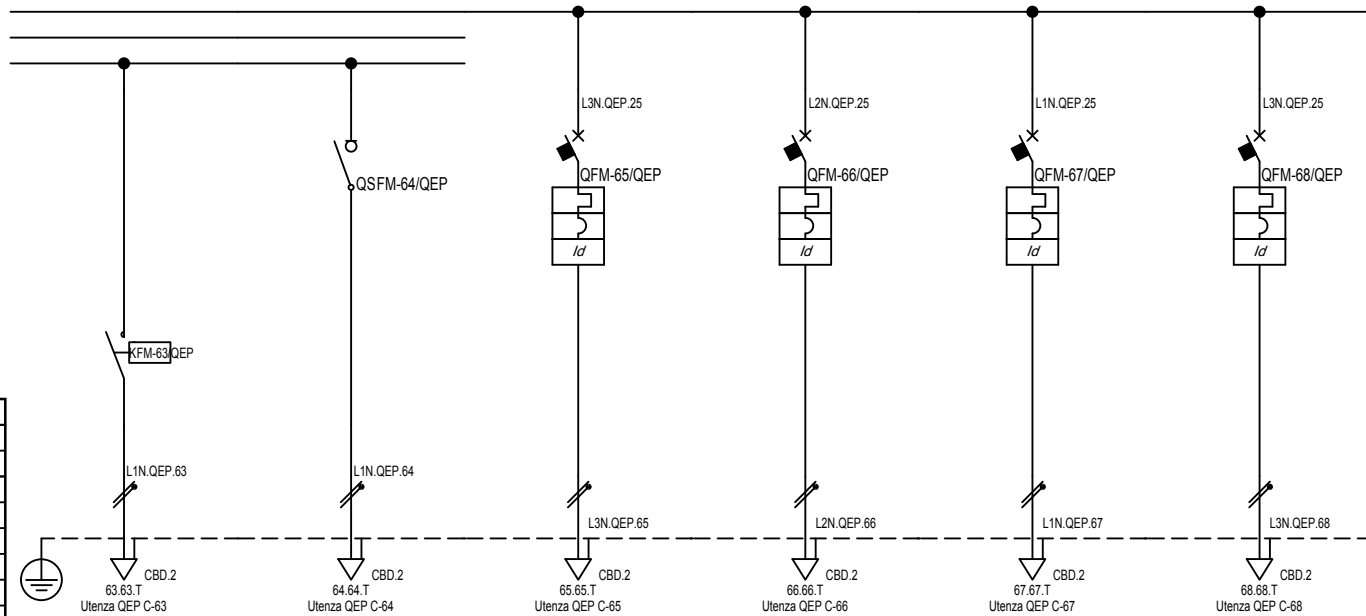 L3N.QEP.25
L2N.QEP.25
L1N.QEP.25
L3N.QEP.25
QSFM-64/QEP
QFM-65/QEP
QFM-66/QEP
QFM-67/QEP
QFM-68/QEP
Id
Id
Id
Id
KFM-63/QEP
L1N.QEP.63
L1N.QEP.64
L3N.QEP.65
L2N.QEP.66
L1N.QEP.67
L3N.QEP.68
CBD.2
CBD.2
CBD.2
CBD.2
CBD.2
CBD.2
63.63.T
64.64.T
65.65.T
66.66.T
67.67.T
68.68.T
Utenza QEP C-63
Utenza QEP C-64
Utenza QEP C-65
Utenza QEP C-66
Utenza QEP C-67
Utenza QEP C-68